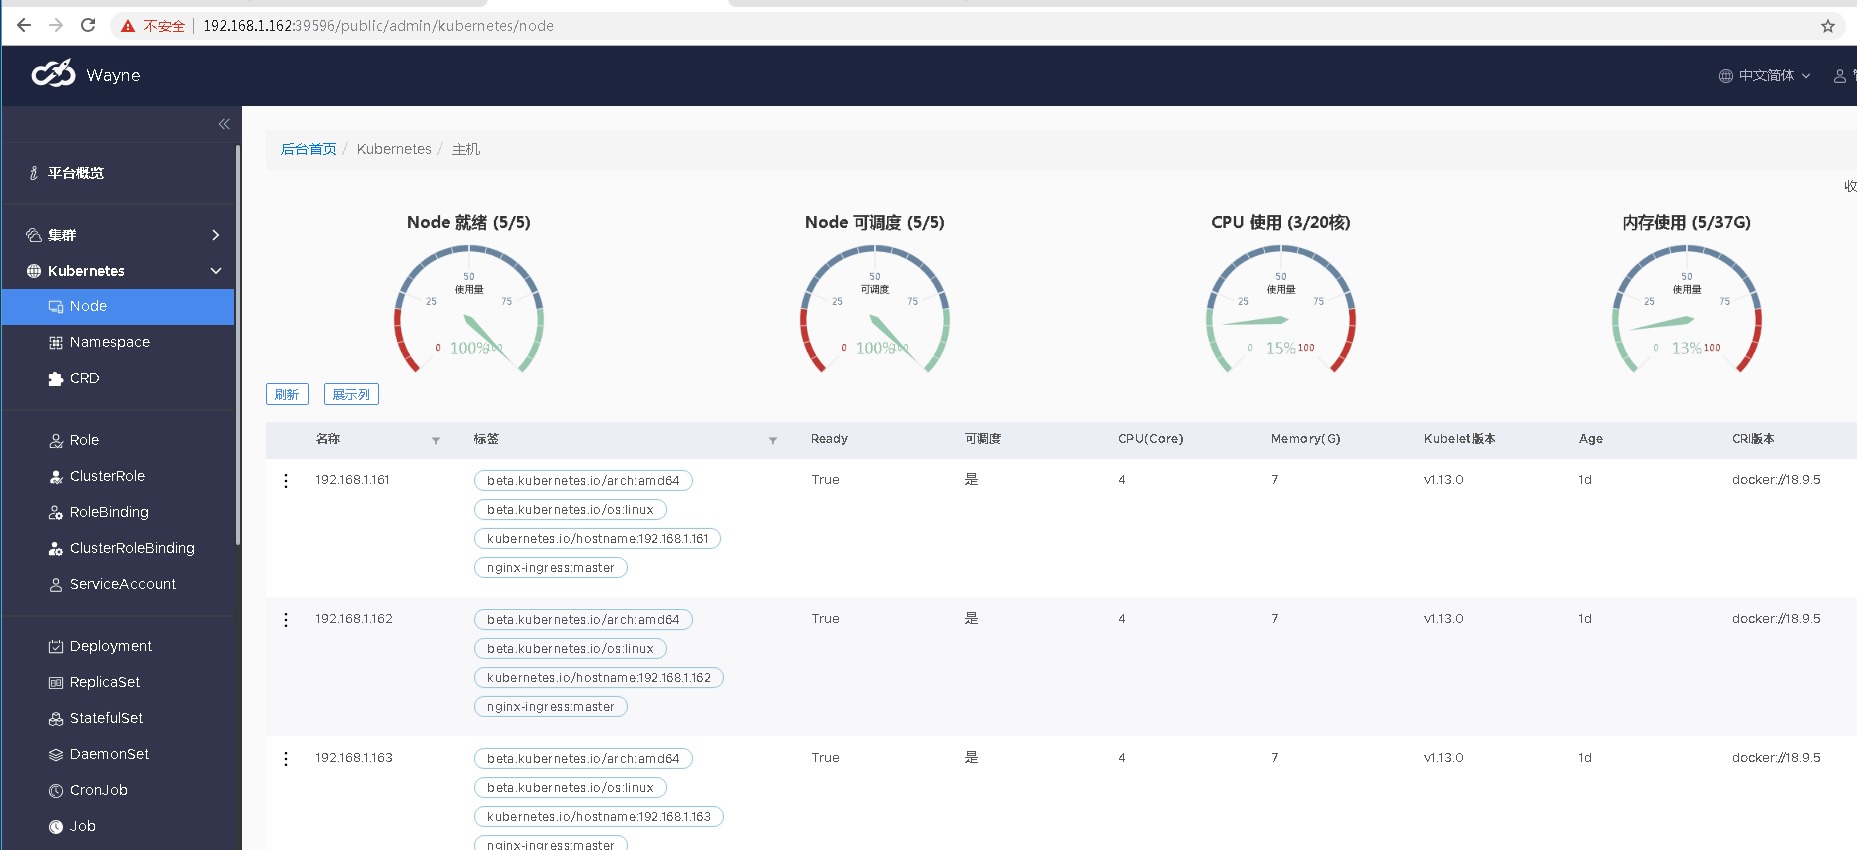 不安全 192.168.1.162:39596/public/admin/kubernetes/node
Wayne
中文简体
平台概览
集群
Kubernetes
Node
Namespace
CRD
Role
ClusterRole
RoleBinding
ClusterRoleBinding
ServiceAccount
Deployment
ReplicaSet
StatefulSet
DaemonSet
CronJob
Job
后台首页 / Kubernetes / 主机
收
Node 就绪 (5/5)
0 25 50 75 100
使用量
100%
Node 可调度 (5/5)
0 25 50 75 100
可调度
100%
CPU 使用 (3/20核)
0 25 50 75 100
使用量
15%
内存使用 (5/37G)
0 25 50 75 100
使用量
13%
刷新 展示列
名称 标签 Ready 可调度 CPU(Core) Memory(G) Kubelet版本 Age CRI版本
192.168.1.161 beta.kubernetes.io/arch:amd64 True 是 4 7 v1.13.0 1d docker://18.9.5
beta.kubernetes.io/os:linux
kubernetes.io/hostname:192.168.1.161
nginx-ingress:master
192.168.1.162 beta.kubernetes.io/arch:amd64 True 是 4 7 v1.13.0 1d docker://18.9.5
beta.kubernetes.io/os:linux
kubernetes.io/hostname:192.168.1.162
nginx-ingress:master
192.168.1.163 beta.kubernetes.io/arch:amd64 True 是 4 7 v1.13.0 1d docker://18.9.5
beta.kubernetes.io/os:linux
kubernetes.io/hostname:192.168.1.163
nginx-ingress:master